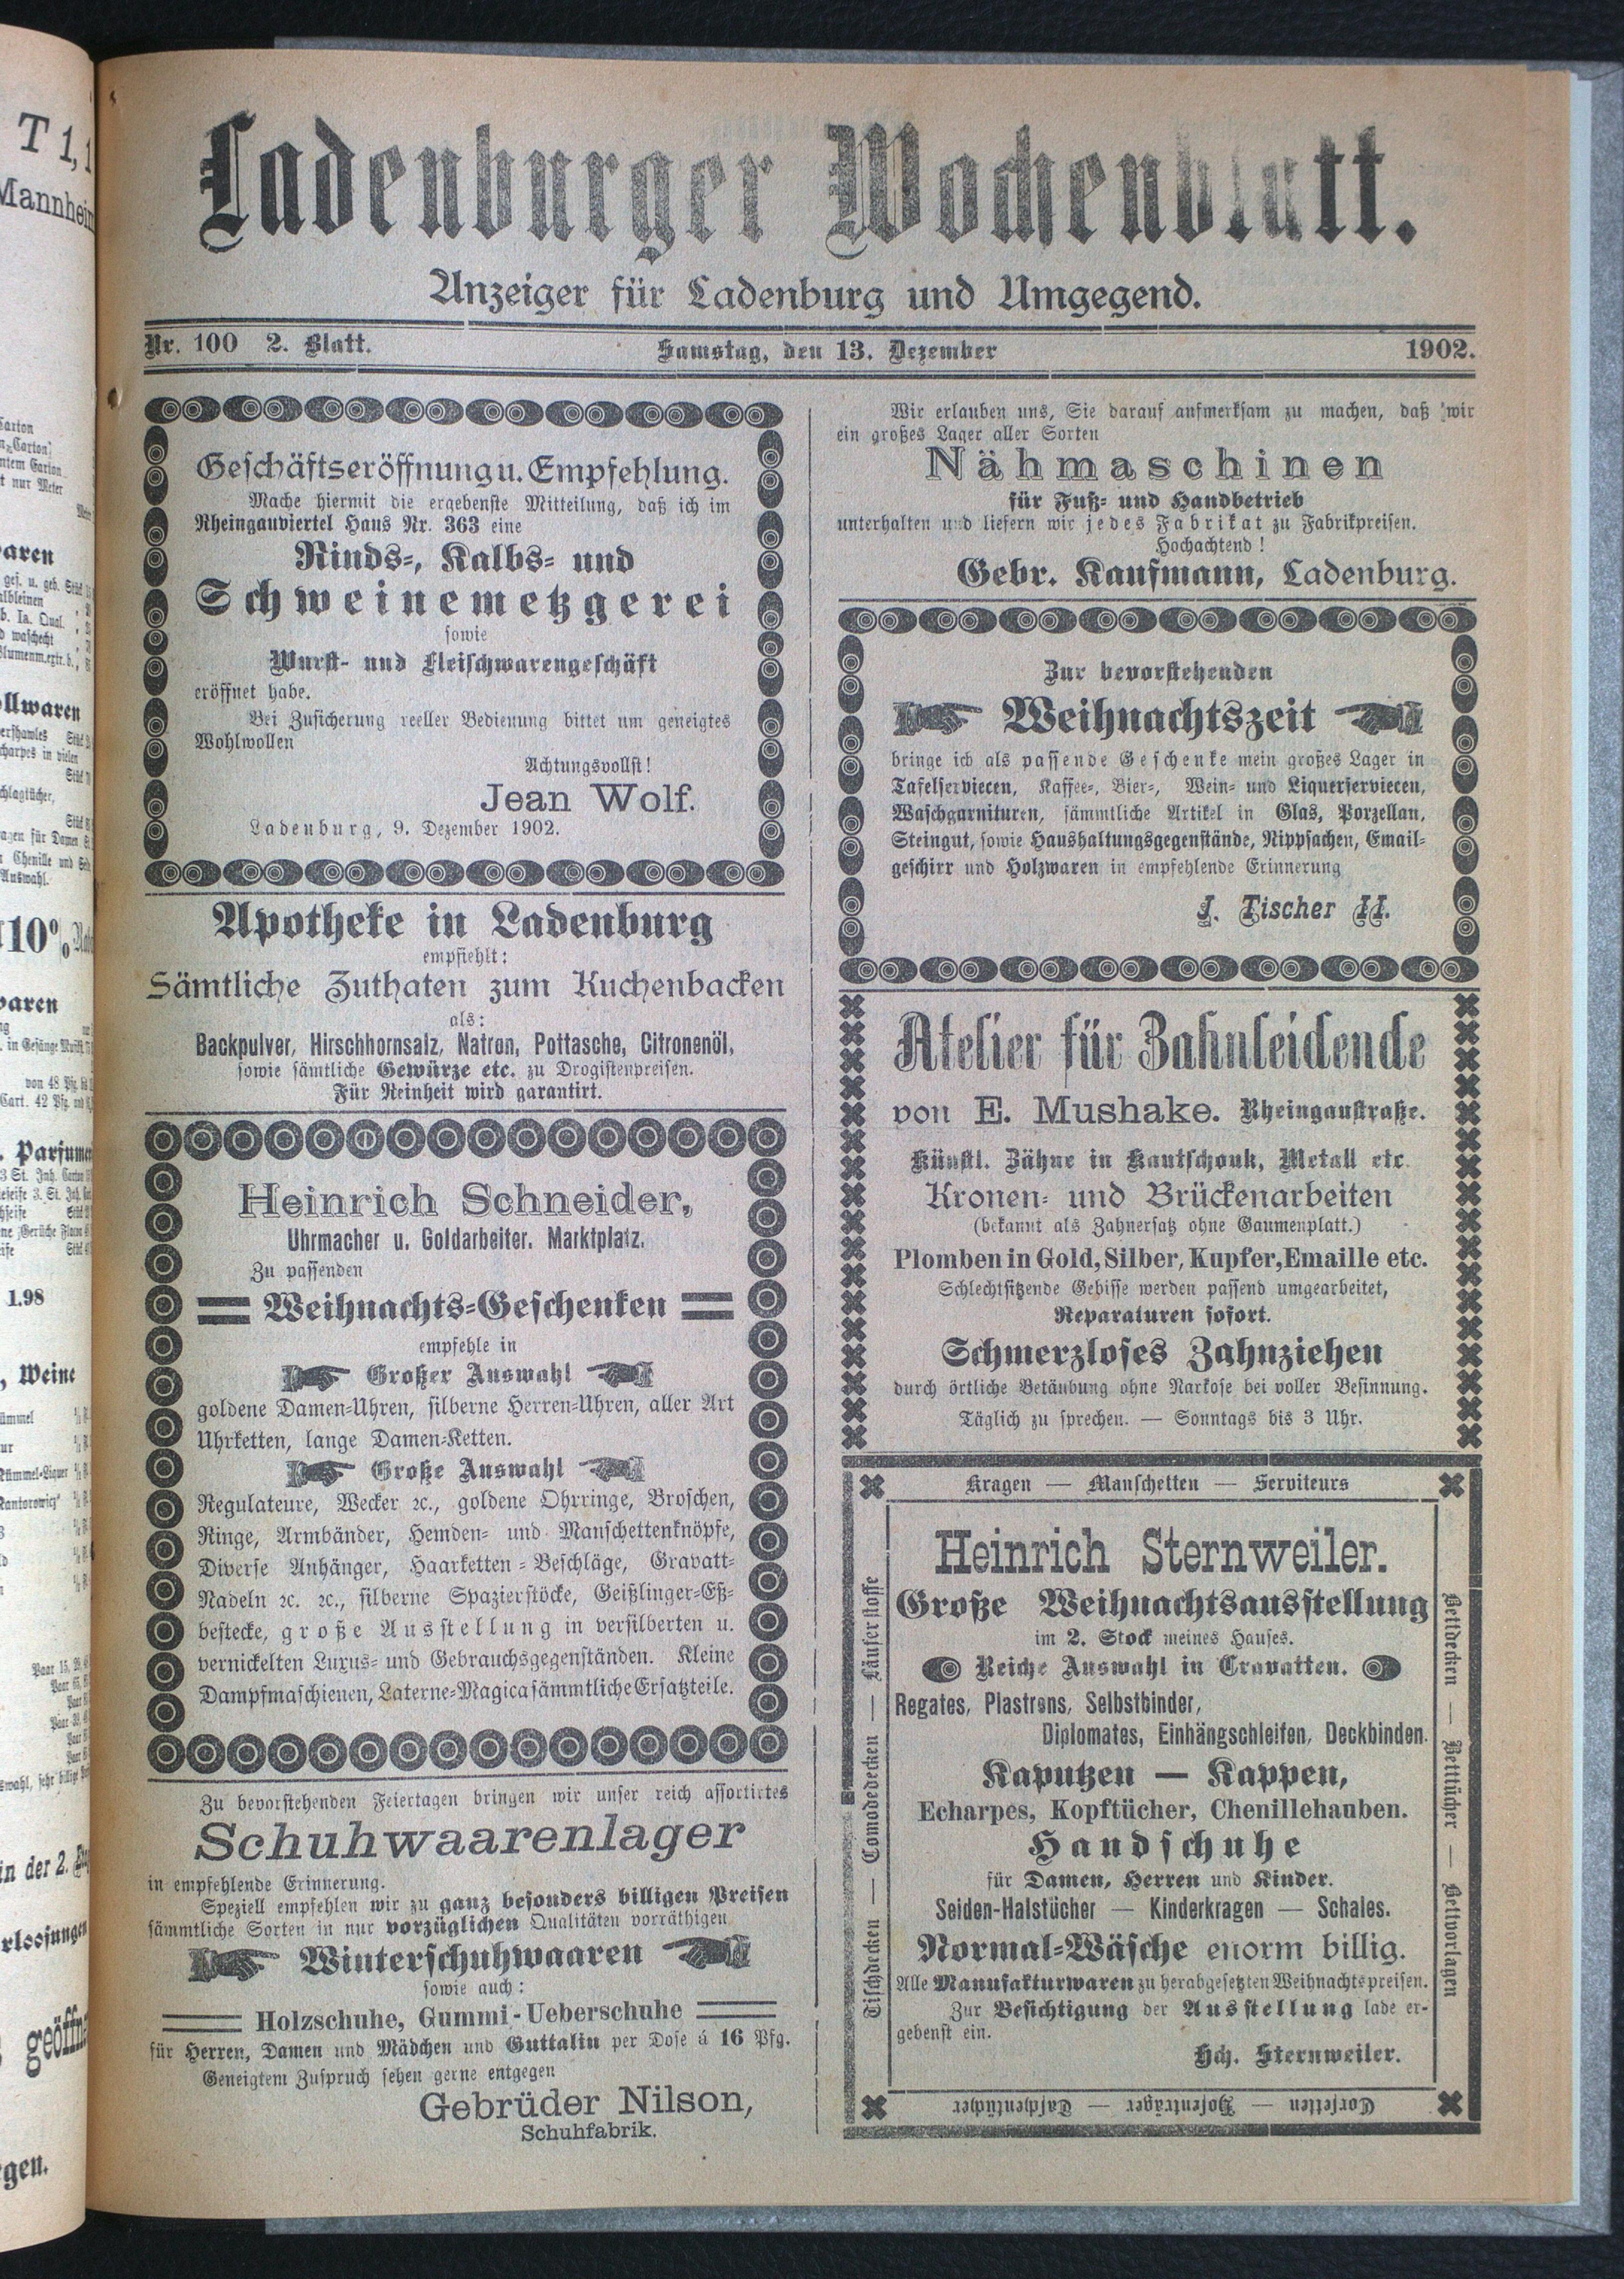 Ladenburger Wochenblatt.
Anzeiger für Ladenburg und Umgegend.
Nr. 100 2. Blatt. Samstag, den 13. Dezember 1902.
Geschäftseröffnung u. Empfehlung.
Mache hiermit die ergebenste Mitteilung, daß ich im
Rheingauviertel Haus Nr. 363 eine
Rinds-, Kalbs- und
Schweinemetzgerei
sowie
Wurst- und Fleischwarengeschäft
eröffnet habe.
Bei Zusicherung reeller Bedienung bittet um geneigtes
Wohlwollen
Achtungsvollst!
Jean Wolf.
Ladenburg, 9. Dezember 1902.
Apotheke in Ladenburg
empfiehlt:
Sämtliche Zuthaten zum Kuchenbacken
als:
Backpulver, Hirschhornsalz, Natron, Pottasche, Citronenöl,
sowie sämtliche Gewürze etc. zu Drogistenpreisen.
Für Reinheit wird garantirt.
Heinrich Schneider,
Uhrmacher u. Goldarbeiter. Marktplatz.
Zu passenden
Weihnachts-Geschenken
empfehle in
Großer Auswahl
goldene Damen-Uhren, silberne Herren-Uhren, aller Art
Uhrketten, lange Damen-Ketten.
Große Auswahl
Regulateure, Wecker ꝛc., goldene Ohrringe, Broschen,
Ringe, Armbänder, Hemden- und Manschettenknöpfe,
Diverse Anhänger, Haarketten-Beschläge, Gravatt-
Nadeln ꝛc. ꝛc., silberne Spazierstöcke, Geißlinger-Eß-
bestecke, große Ausstellung in versilberten u.
vernickelten Luxus- und Gebrauchsgegenständen. Kleine
Dampfmaschienen, Laterne-Magica sämmtliche Ersatzteile.
Zu bevorstehenden Feiertagen bringen wir unser reich assortirtes
Schuhwaarenlager
in empfehlende Erinnerung.
Speziell empfehlen wir zu ganz besonders billigen Preisen
sämmtliche Sorten in nur vorzüglichen Qualitäten vorräthigen
Winterschuhwaaren
sowie auch:
Holzschuhe, Gummi-Ueberschuhe
für Herren, Damen und Mädchen und Guttalin per Dose á 16 Pfg.
Geneigtem Zuspruch sehen gerne entgegen
Gebrüder Nilson,
Schuhfabrik.
Wir erlauben uns, Sie darauf aufmerksam zu machen, daß wir
ein großes Lager aller Sorten
Nähmaschinen
für Fuß- und Handbetrieb
unterhalten und liefern wir jedes Fabrikat zu Fabrikpreisen.
Hochachtend!
Gebr. Kaufmann, Ladenburg.
Zur bevorstehenden
Weihnachtszeit
bringe ich als passende Geschenke mein großes Lager in
Tafelserviecen, Kaffee-, Bier-, Wein- und Liquerserviecen,
Waschgarnituren, sämmtliche Artikel in Glas, Porzellan,
Steingut, sowie Haushaltungsgegenstände, Nippsachen, Email-
geschirr und Holzwaren in empfehlende Erinnerung
J. Tischer II.
Atelier für Zahnleidende
von E. Mushake. Rheingaustraße.
Künstl. Zähne in Kautschouk, Metall etc.
Kronen- und Brückenarbeiten
(bekannt als Zahnersatz ohne Gaumenplatt.)
Plomben in Gold, Silber, Kupfer, Emaille etc.
Schlechtsitzende Gebisse werden passend umgearbeitet,
Reparaturen sofort.
Schmerzloses Zahnziehen
durch örtliche Betäubung ohne Narkose bei voller Besinnung.
Täglich zu sprechen. — Sonntags bis 3 Uhr.
Kragen — Manschetten — Serviteurs
Tischdecken — Comodedecken — Läuferstoffe
Heinrich Sternweiler.
Große Weihnachtsausstellung
im 2. Stock meines Hauses.
Reiche Auswahl in Cravatten.
Regates, Plastrons, Selbstbinder,
Diplomates, Einhängschleifen, Deckbinden.
Kaputzen — Kappen,
Echarpes, Kopftücher, Chenillehauben.
Handschuhe
für Damen, Herren und Kinder.
Seiden-Halstücher — Kinderkragen — Schales.
Normal-Wäsche enorm billig.
Alle Manufakturwaren zu herabgesetzten Weihnachtspreisen.
Zur Besichtigung der Ausstellung lade er-
gebenst ein.
Hch. Sternweiler.
Bettdecken — Betttücher — Bettvorlagen
Corsetten — Hosenträger — Taschentücher
T 1, 1
Mannheim